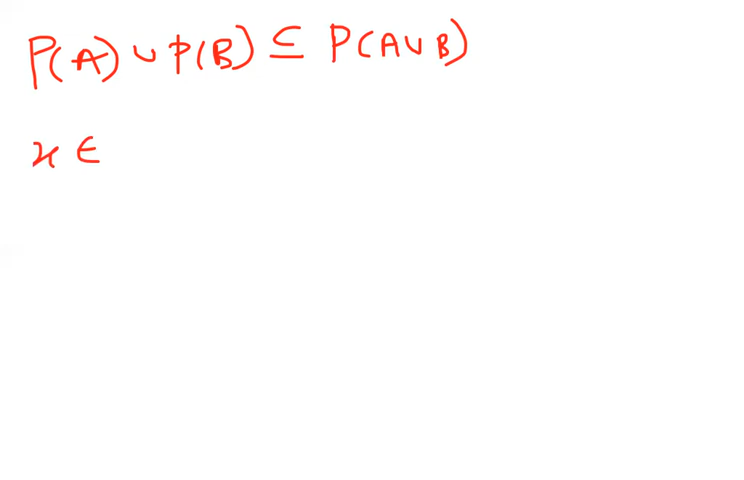 P(A) ∪ P(B) ⊆ P(A ∪ B)
x ∈